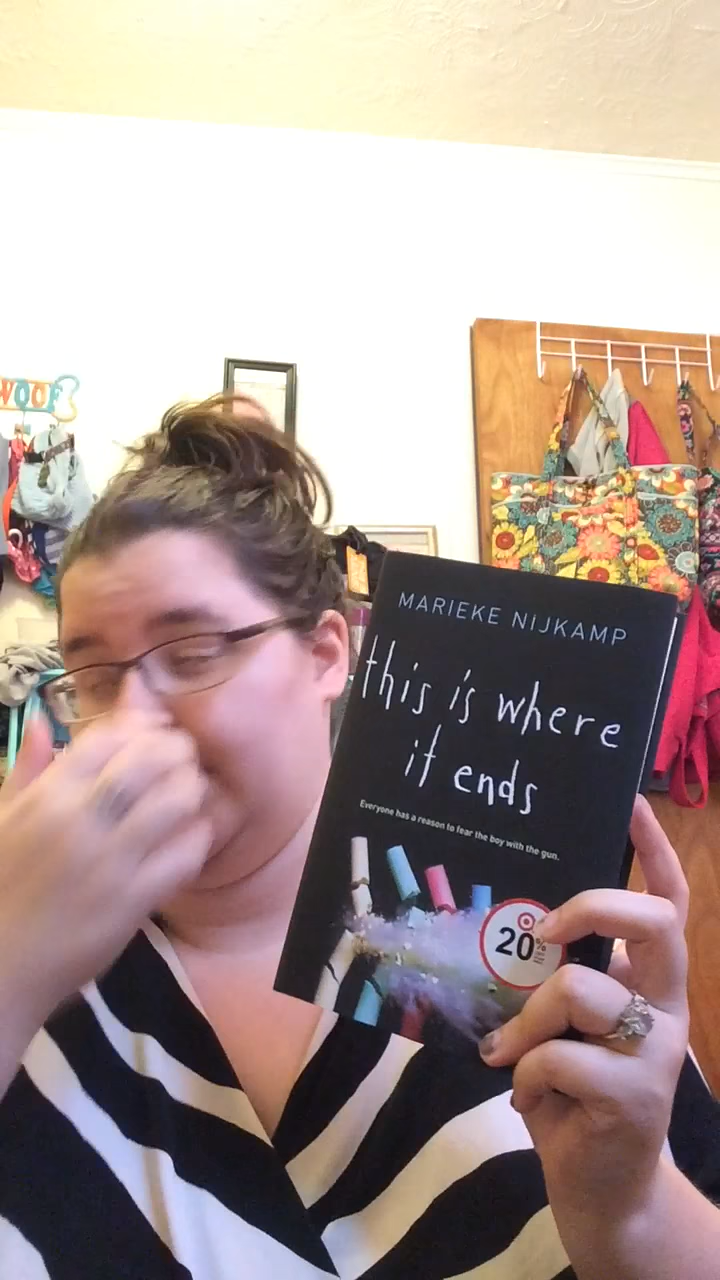 WOOF
MARIEKE NIJKAMP
this is where
it ends
Everyone has a reason to fear the boy with the gun.
20%